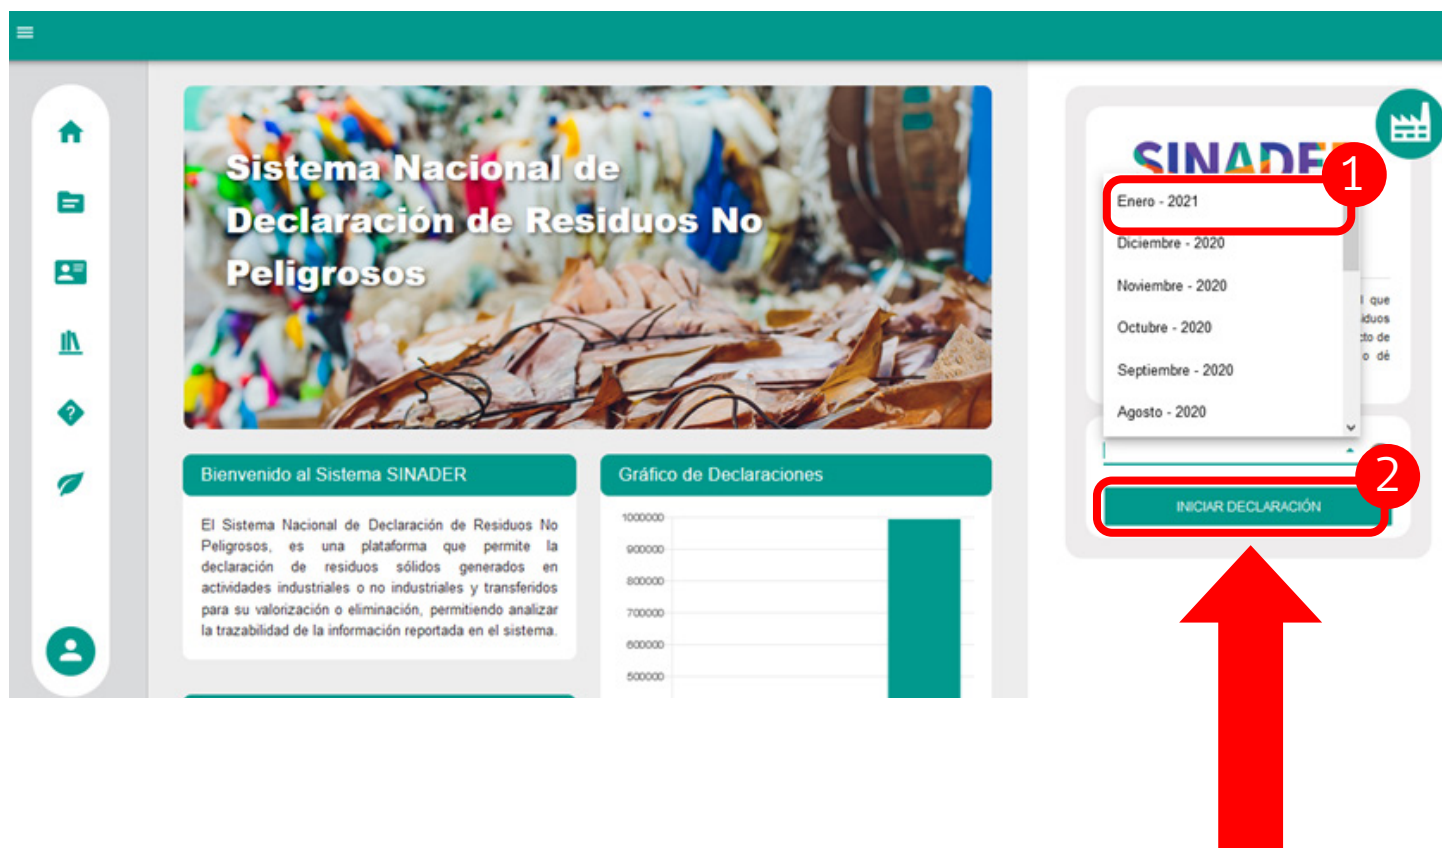 Sistema Nacional de
Declaración de Residuos No
Peligrosos
Bienvenido al Sistema SINADER
El Sistema Nacional de Declaración de Residuos No
Peligrosos, es una plataforma que permite la
declaración de residuos sólidos generados en
actividades industriales o no industriales y transferidos
para su valorización o eliminación, permitiendo analizar
la trazabilidad de la información reportada en el sistema.
Gráfico de Declaraciones
1000000
900000
800000
700000
600000
500000
SINADE
1
Enero - 2021
Diciembre - 2020
Noviembre - 2020
Octubre - 2020
Septiembre - 2020
Agosto - 2020
que
de
o dé
2
INICIAR DECLARACIÓN